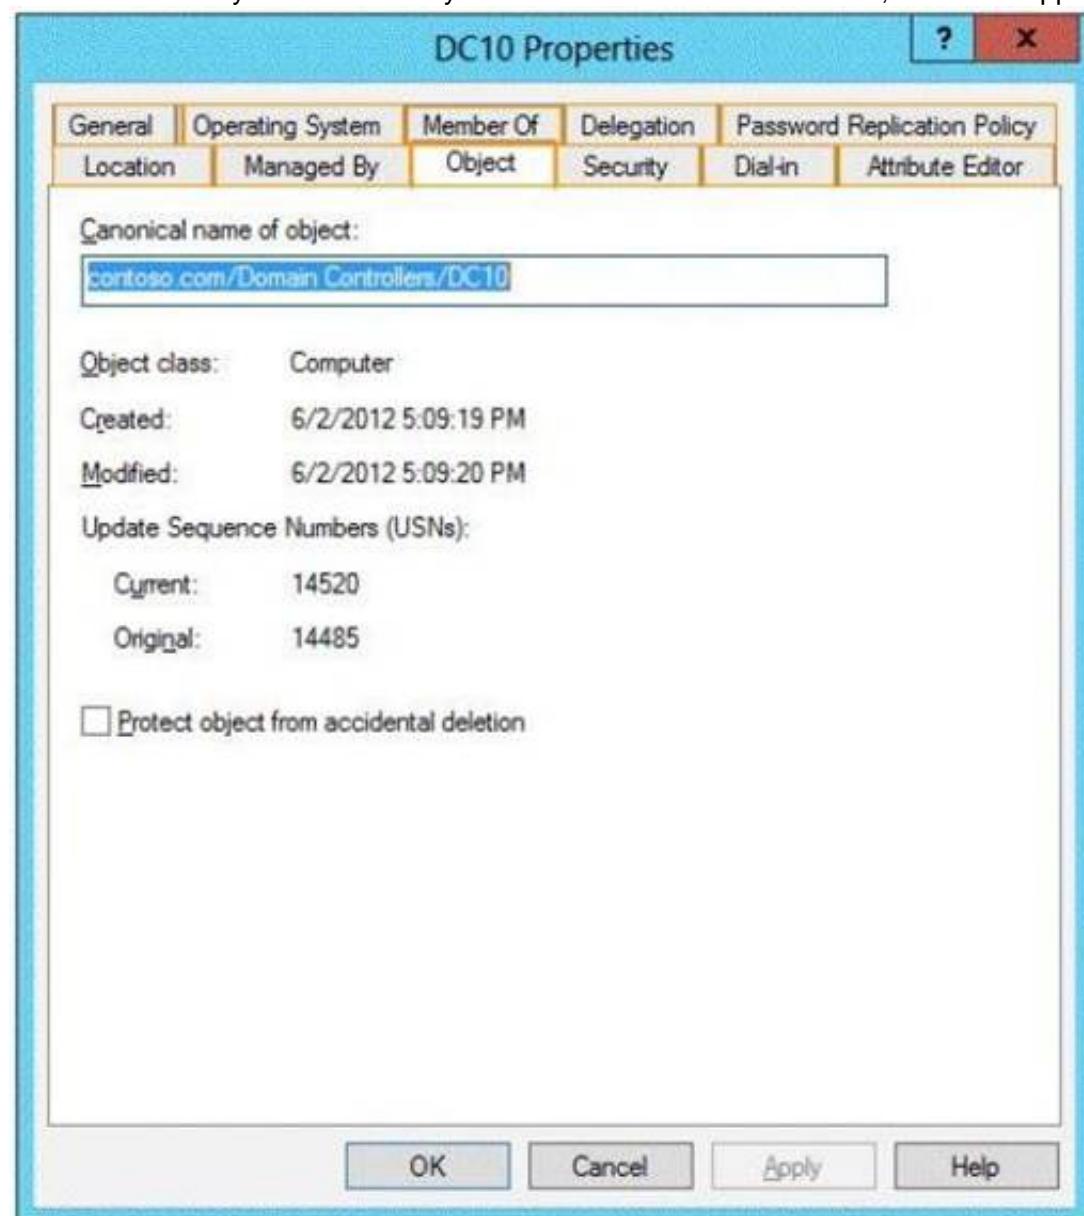 DC10 Properties
?
x
General Operating System Member Of Delegation Password Replication Policy
Location Managed By Object Security Dial-in Attribute Editor
Canonical name of object:
contoso.com/Domain Controllers/DC10
Object class: Computer
Created: 6/2/2012 5:09:19 PM
Modified: 6/2/2012 5:09:20 PM
Update Sequence Numbers (USNs):
Current: 14520
Original: 14485
Protect object from accidental deletion
OK Cancel Apply Help